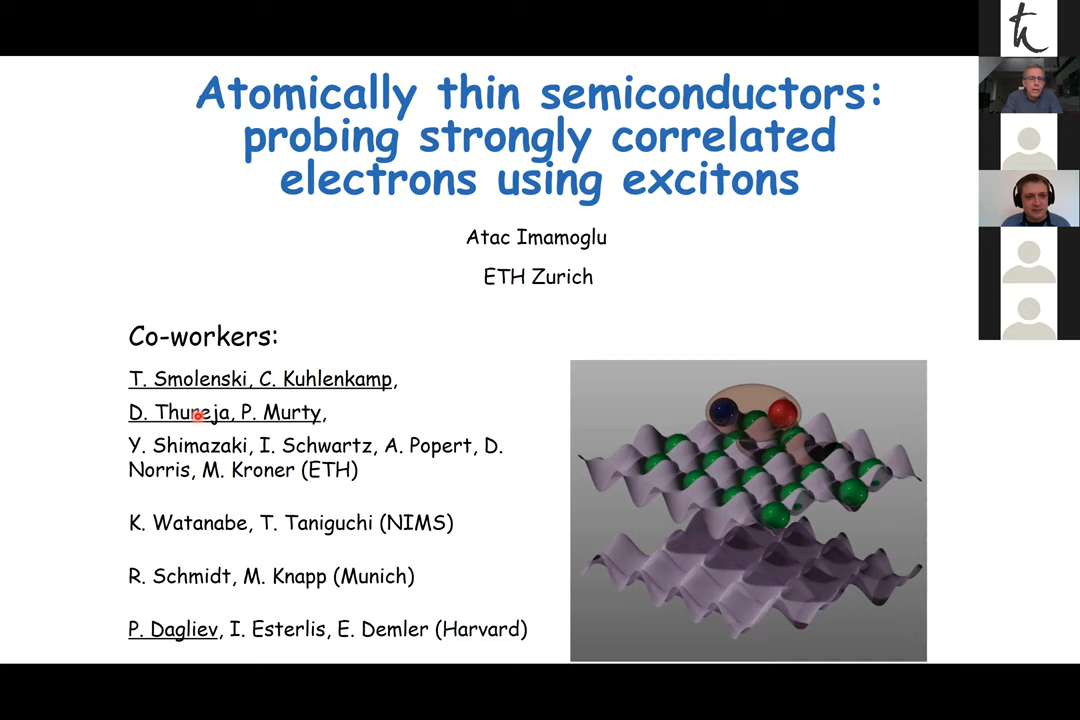 Atomically thin semiconductors:
probing strongly correlated
electrons using excitons
Atac Imamoglu
ETH Zurich
Co-workers:
T. Smolenski, C. Kuhlenkamp,
D. Thureja, P. Murty,
Y. Shimazaki, I. Schwartz, A. Popert, D.
Norris, M. Kroner (ETH)
K. Watanabe, T. Taniguchi (NIMS)
R. Schmidt, M. Knapp (Munich)
P. Dagliev, I. Esterlis, E. Demler (Harvard)